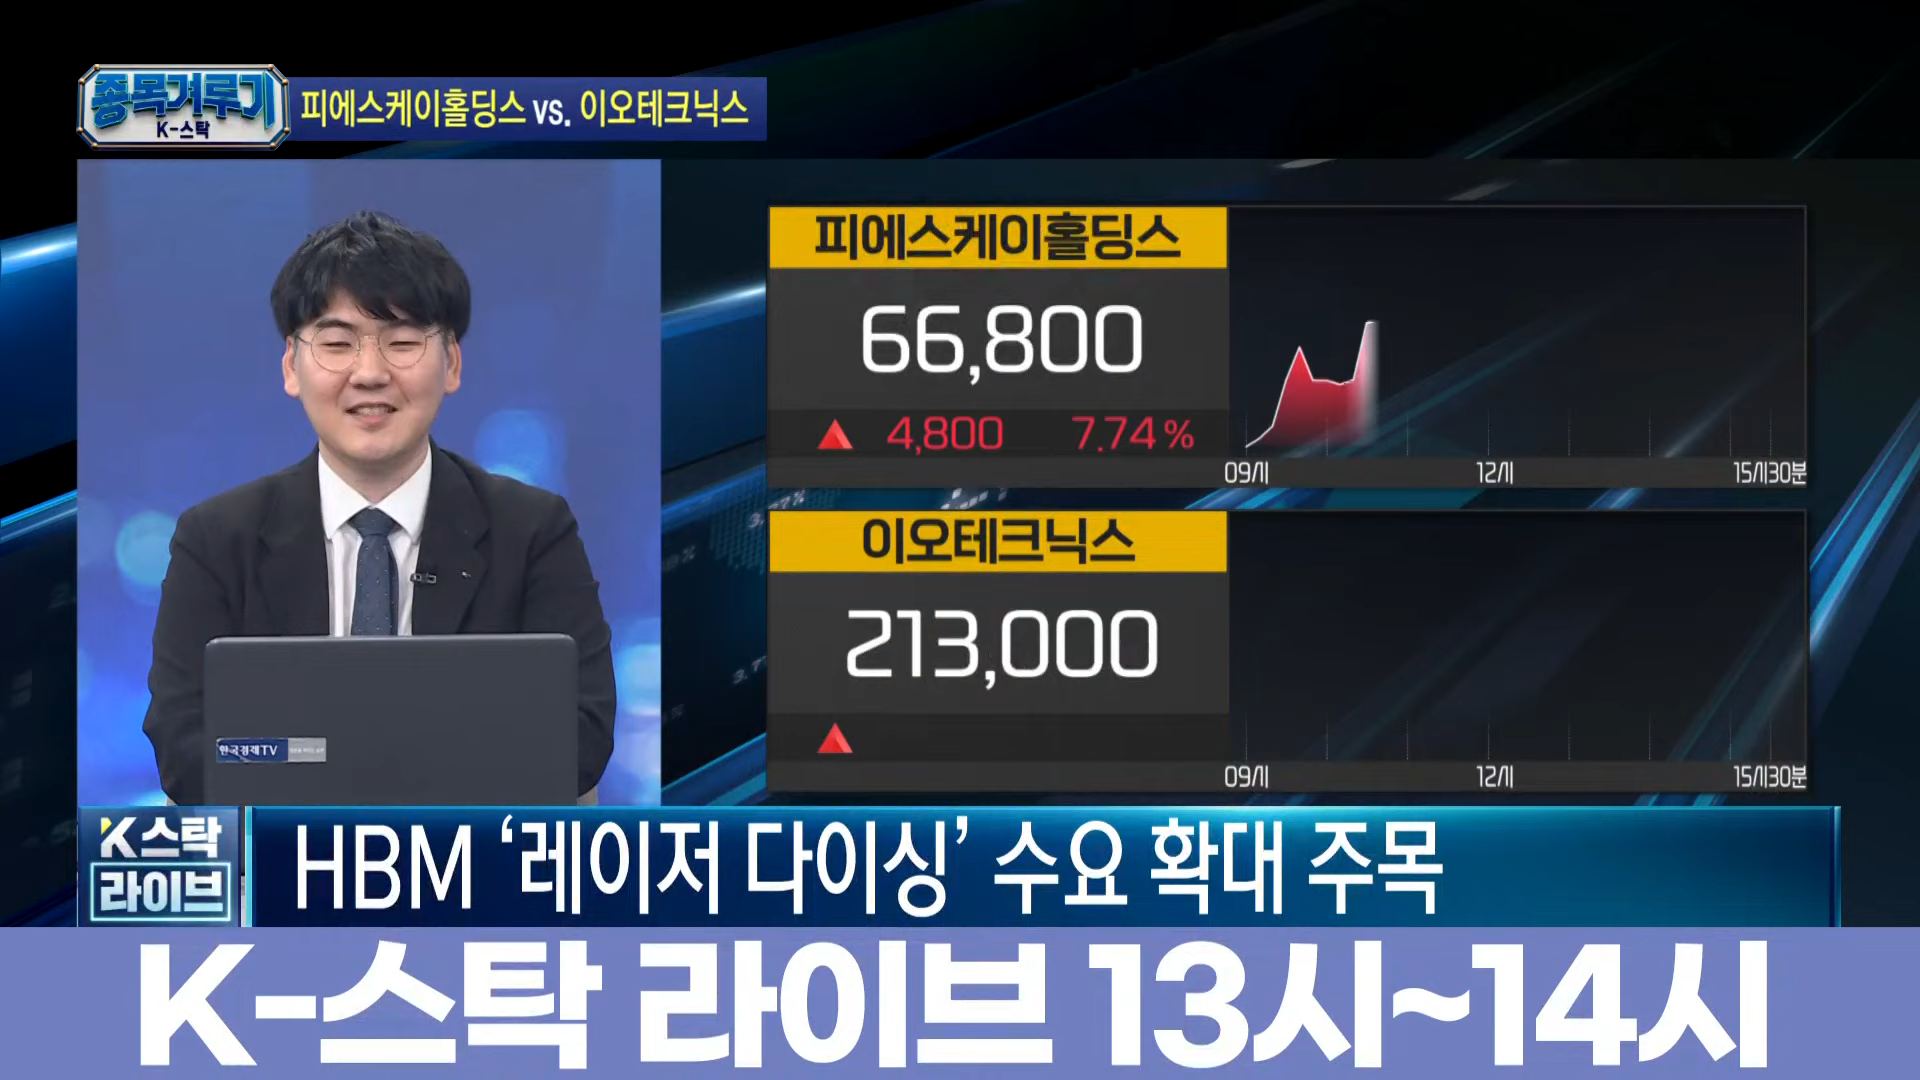 종목겨루기
K-스탁
피에스케이홀딩스 vs. 이오테크닉스
피에스케이홀딩스
66,800
▲ 4,800 7.74%
09시 12시 15시30분
이오테크닉스
213,000
▲
09시 12시 15시30분
한국경제TV
K스탁
라이브
HBM ‘레이저 다이싱’ 수요 확대 주목
K-스탁 라이브 13시~14시